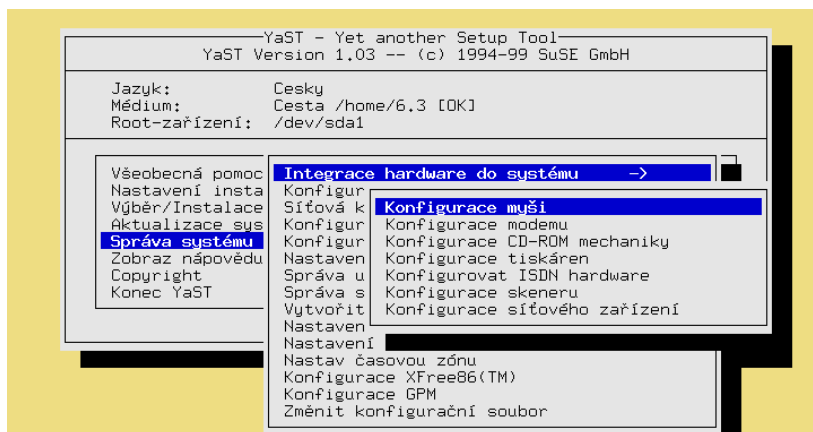 YaST - Yet another Setup Tool
YaST Version 1.03 -- (c) 1994-99 SuSE GmbH
Jazyk: Cesky
Médium: Cesta /home/6.3 [OK]
Root-zařízení: /dev/sda1
Všeobecná pomoc
Nastavení insta
Výběr/Instalace
Aktualizace sys
Správa systému
Zobraz nápovědu
Copyright
Konec YaST
Integrace hardware do systému ->
Konfigur
Síťová k
Konfigur
Konfigur
Nastaven
Správa u
Správa s
Vytvořit
Nastaven
Nastavení
Nastav časovou zónu
Konfigurace XFree86(TM)
Konfigurace GPM
Změnit konfigurační soubor
Konfigurace myši
Konfigurace modemu
Konfigurace CD-ROM mechaniky
Konfigurace tiskáren
Konfigurovat ISDN hardware
Konfigurace skeneru
Konfigurace síťového zařízení